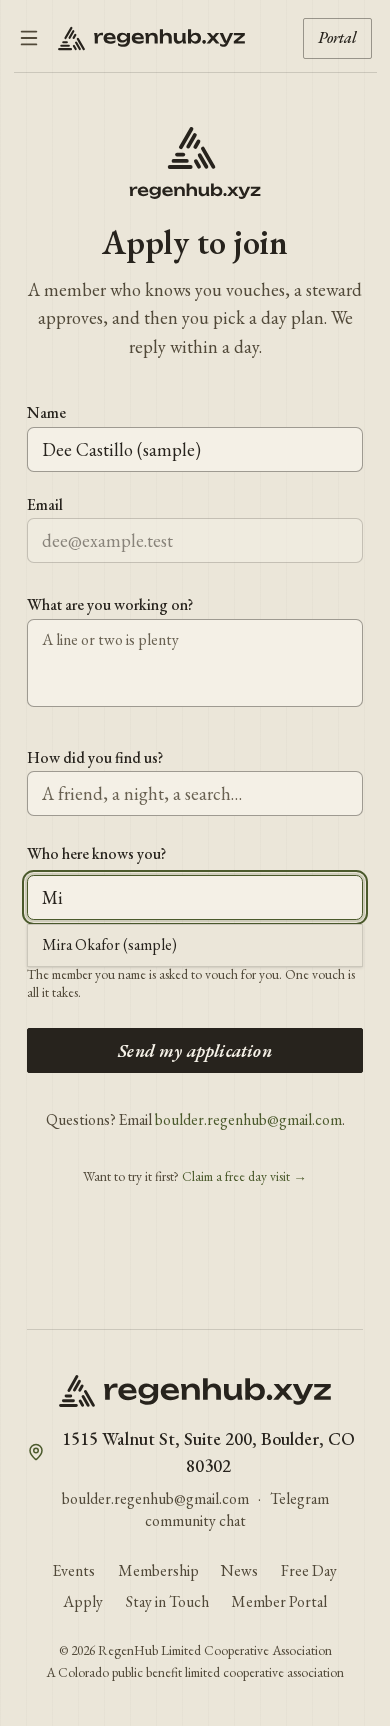 regenhub.xyz
Portal
regenhub.xyz
Apply to join
A member who knows you vouches, a steward
approves, and then you pick a day plan. We
reply within a day.
Name
Dee Castillo (sample)
Email
dee@example.test
What are you working on?
A line or two is plenty
How did you find us?
A friend, a night, a search...
Who here knows you?
Mi
Mira Okafor (sample)
The member you name is asked to vouch for you. One vouch is
all it takes.
Send my application
Questions? Email boulder.regenhub@gmail.com.
Want to try it first? Claim a free day visit →
regenhub.xyz
1515 Walnut St, Suite 200, Boulder, CO
80302
boulder.regenhub@gmail.com · Telegram
community chat
Events Membership News Free Day
Apply Stay in Touch Member Portal
© 2026 RegenHub Limited Cooperative Association
A Colorado public benefit limited cooperative association